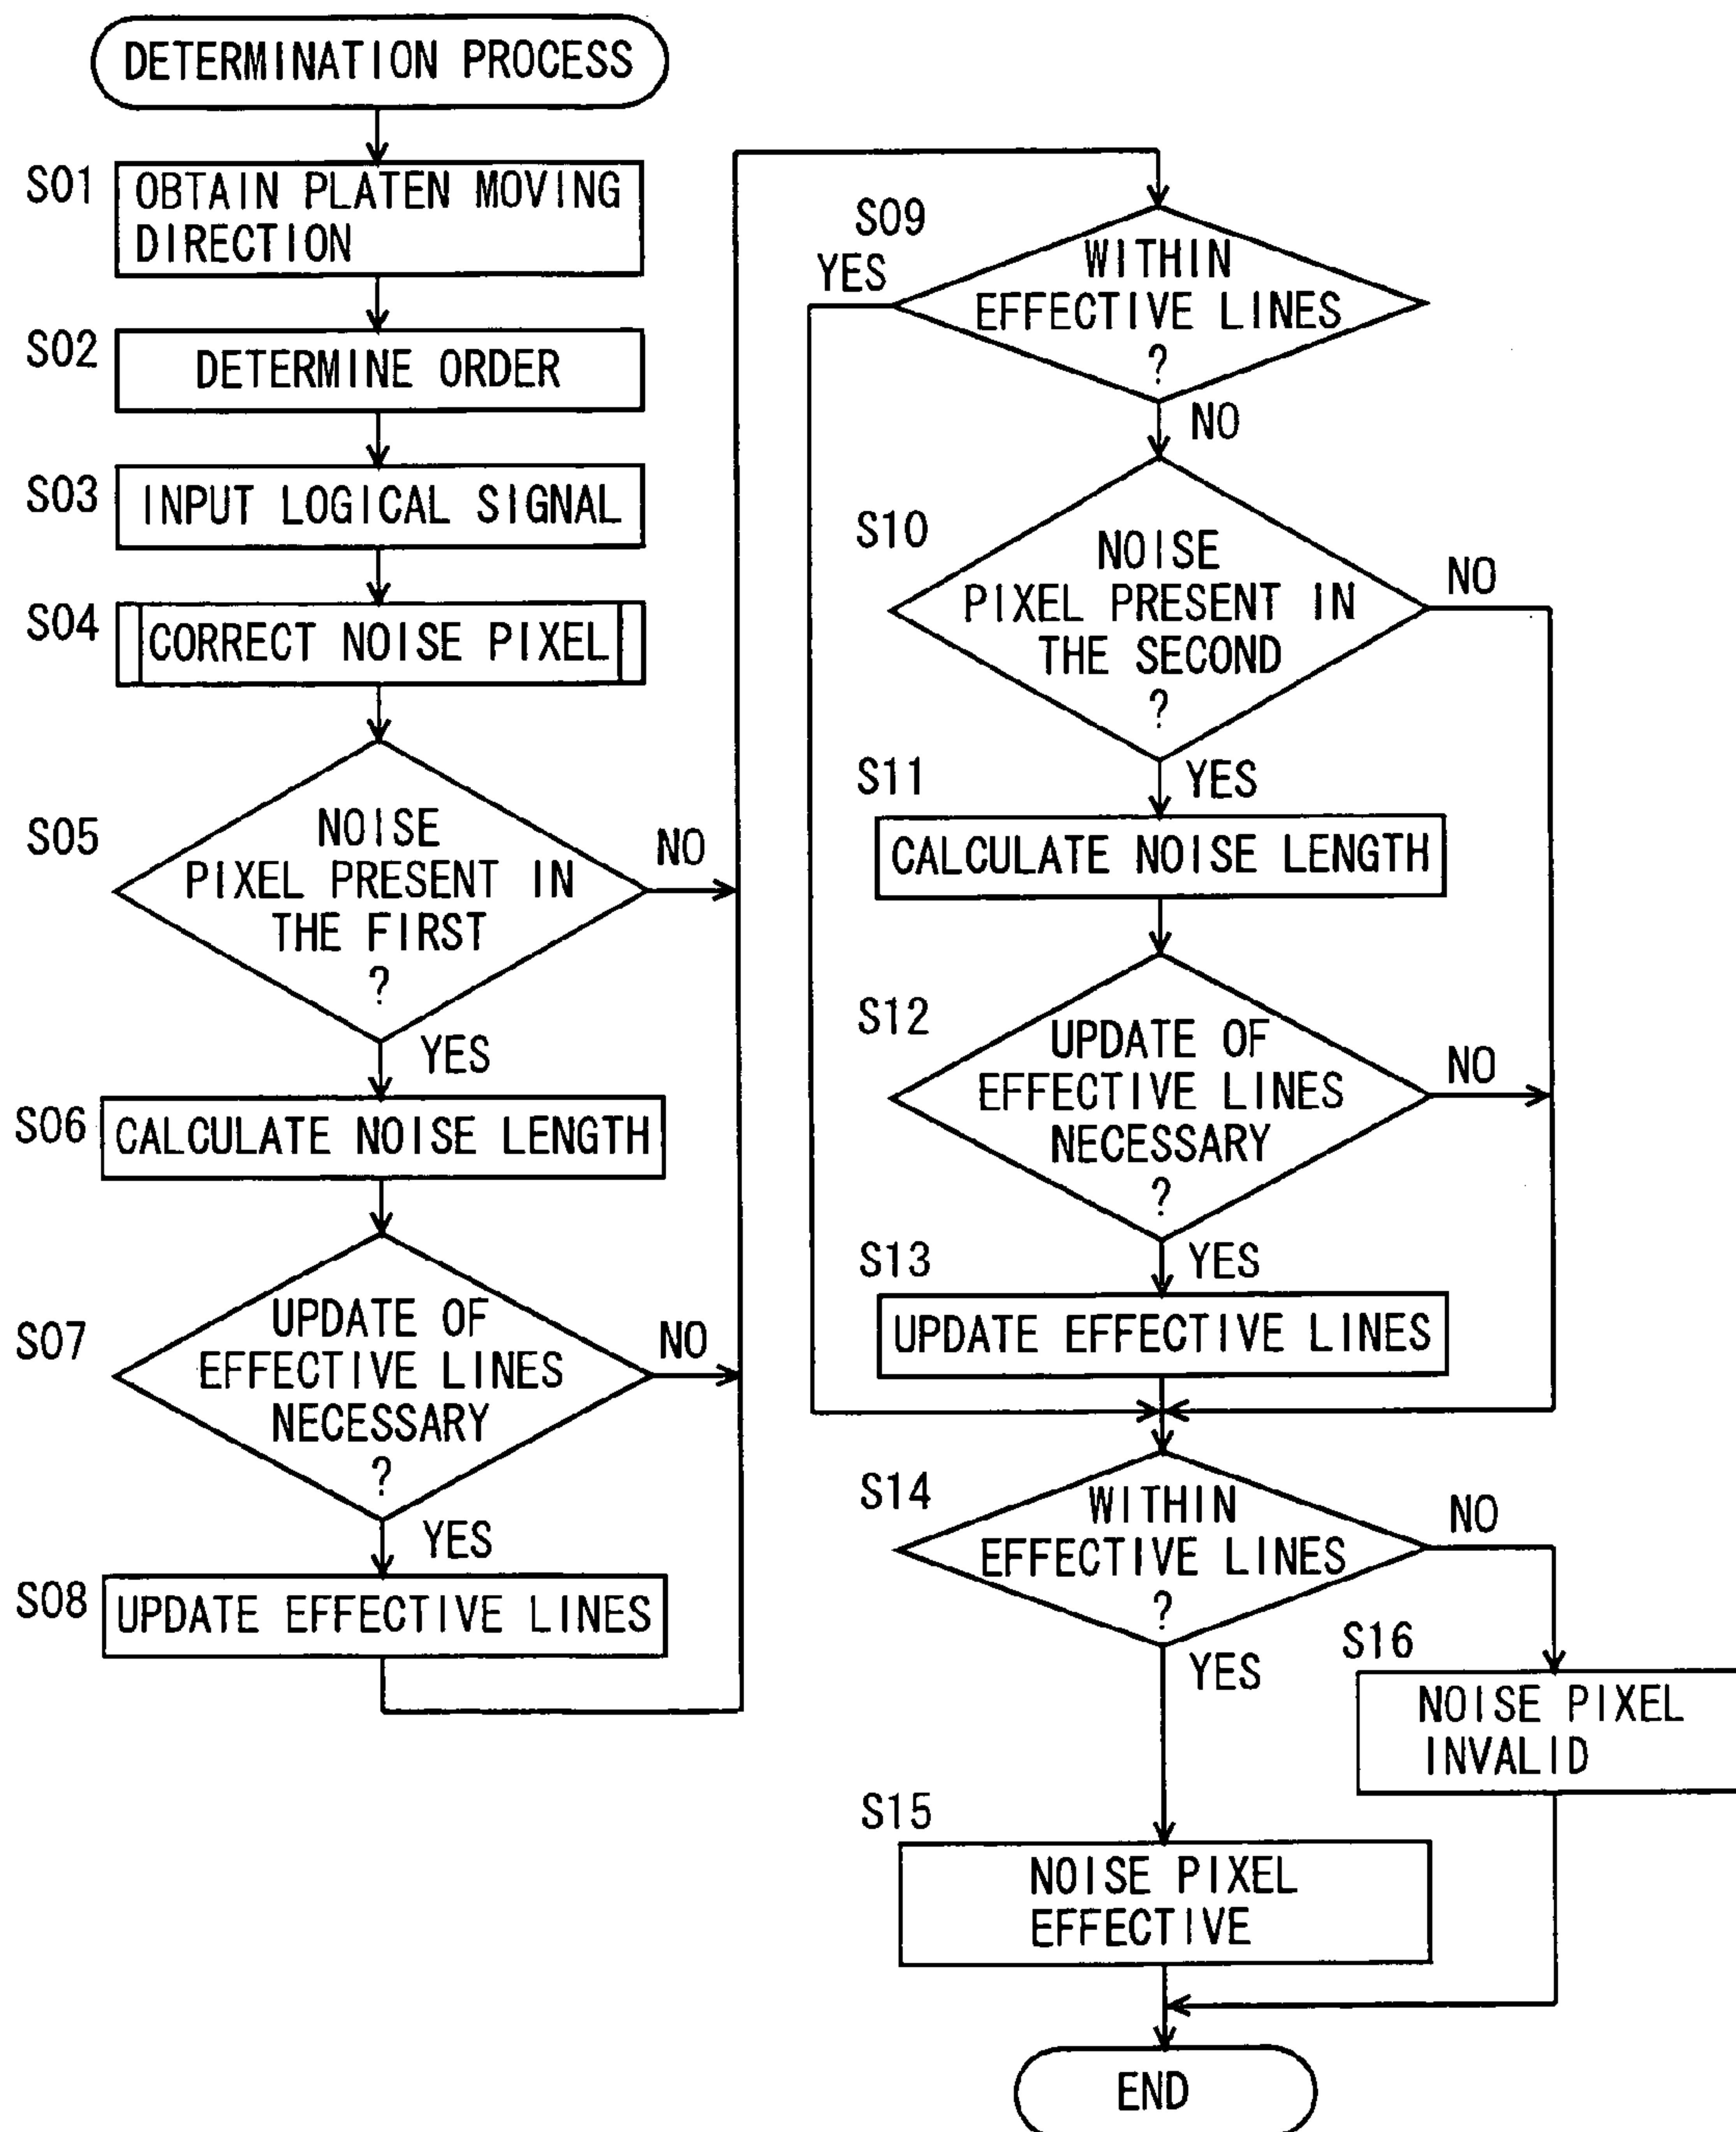 DETERMINATION PROCESS
S01
OBTAIN PLATEN MOVING
DIRECTION
S02
DETERMINE ORDER
S03
INPUT LOGICAL SIGNAL
S04
CORRECT NOISE PIXEL
S05
NOISE
PIXEL PRESENT IN
THE FIRST
?
NO
YES
S06
CALCULATE NOISE LENGTH
S07
UPDATE OF
EFFECTIVE LINES
NECESSARY
?
NO
YES
S08
UPDATE EFFECTIVE LINES
S09
YES
WITHIN
EFFECTIVE LINES
?
NO
S10
NOISE
PIXEL PRESENT IN
THE SECOND
?
NO
YES
S11
CALCULATE NOISE LENGTH
S12
UPDATE OF
EFFECTIVE LINES
NECESSARY
?
NO
YES
S13
UPDATE EFFECTIVE LINES
S14
WITHIN
EFFECTIVE LINES
?
NO
YES
S16
NOISE PIXEL
INVALID
S15
NOISE PIXEL
EFFECTIVE
END